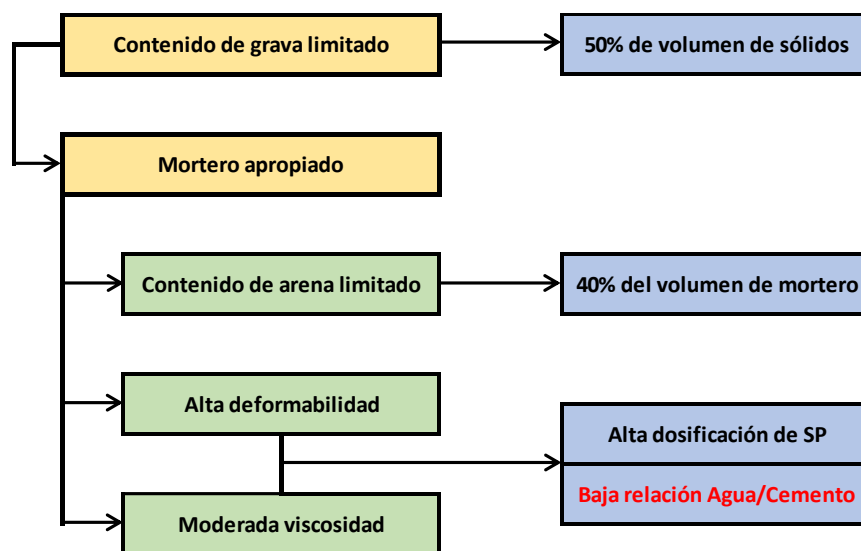 Contenido de grava limitado
50% de volumen de sólidos
Mortero apropiado
Contenido de arena limitado
40% del volumen de mortero
Alta deformabilidad
Alta dosificación de SP
Baja relación Agua/Cemento
Moderada viscosidad